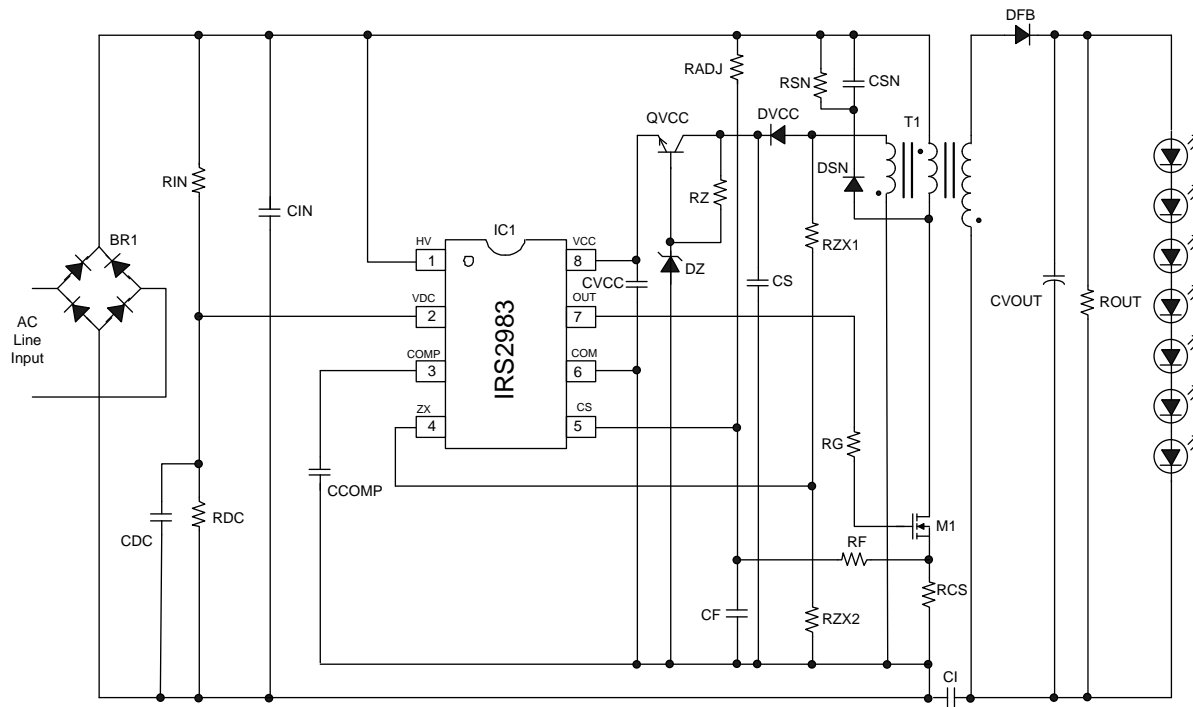 DFB
RADJ
RSN
CSN
QVCC
DVCC
T1
DSN
RIN
RZ
CIN
IC1
RZX1
BR1
HV
1
VCC
8
CVCC
DZ
CS
VDC
2
OUT
7
CVOUT
ROUT
AC
Line
Input
COMP
3
IRS2983
COM
6
ZX
4
CS
5
RG
CCOMP
RDC
CDC
M1
RF
RCS
CF
RZX2
CI